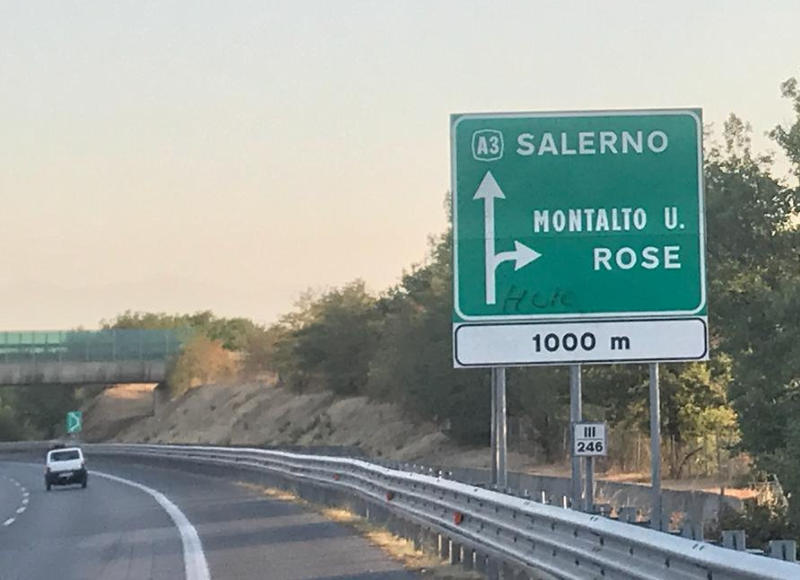 A3 SALERNO
MONTALTO U.
ROSE
1000 m
III
246